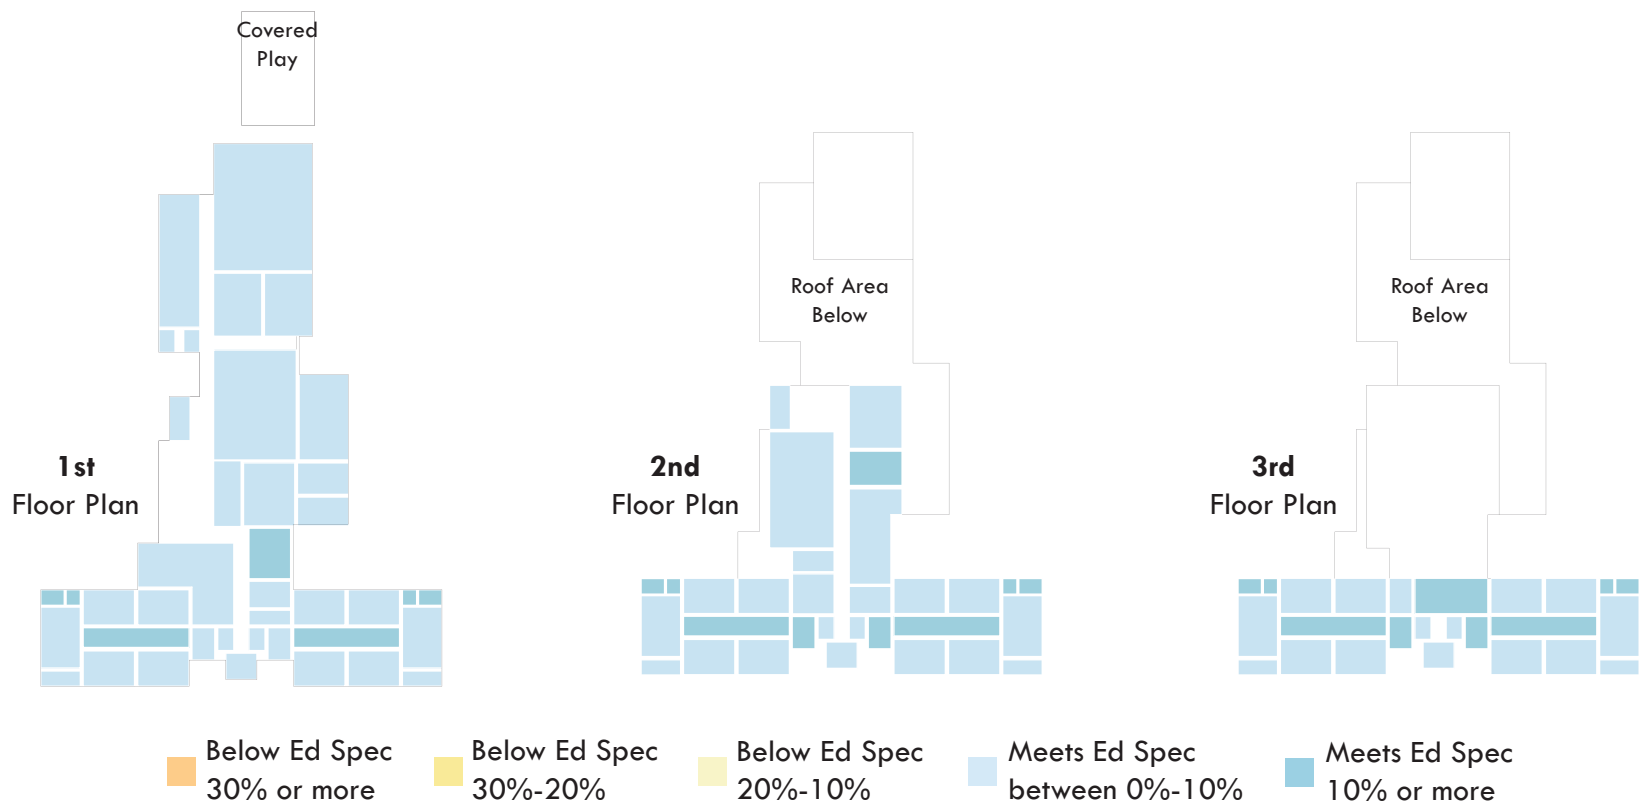 Covered
Play
Roof Area
Below
Roof Area
Below
1st
Floor Plan
2nd
Floor Plan
3rd
Floor Plan
Below Ed Spec
30% or more
Below Ed Spec
30%-20%
Below Ed Spec
20%-10%
Meets Ed Spec
between 0%-10%
Meets Ed Spec
10% or more